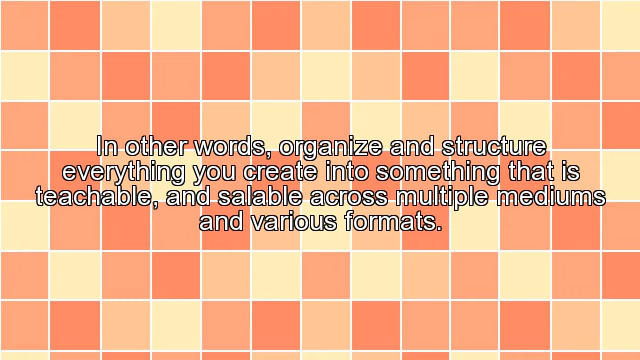 In other words, organize and structure
everything you create into something that is
teachable, and salable across multiple mediums
and various formats.